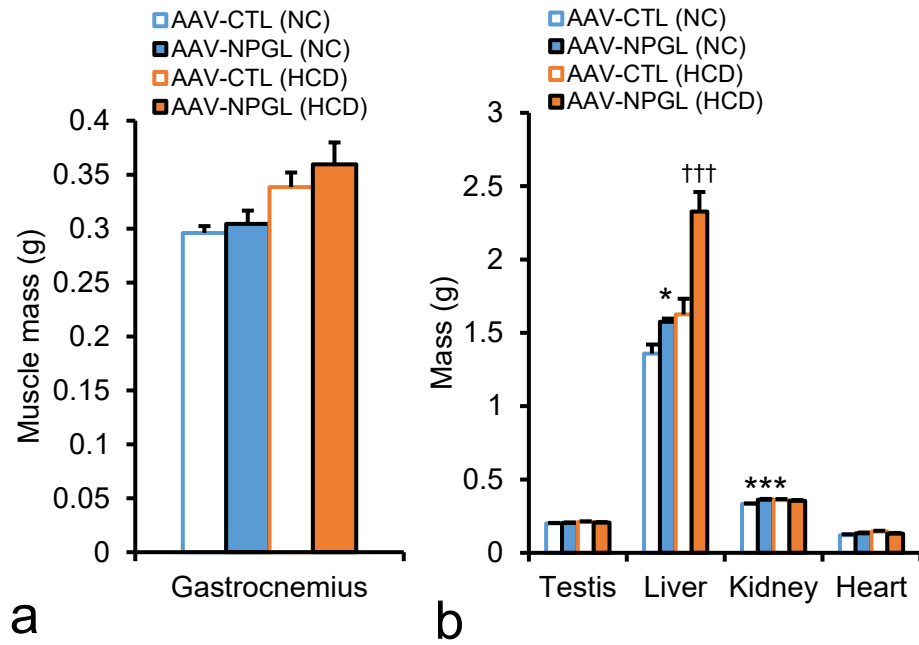 AAV-CTL (NC)
AAV-NPGL (NC)
AAV-CTL (HCD)
AAV-NPGL (HCD)
0.4
0.35
0.3
0.25
0.2
0.15
0.1
0.05
0
Muscle mass (g)
Gastrocnemius
a
AAV-CTL (NC)
AAV-NPGL (NC)
AAV-CTL (HCD)
AAV-NPGL (HCD)
3
2.5
2
1.5
1
0.5
0
Mass (g)
†††
*
***
Testis Liver Kidney Heart
b